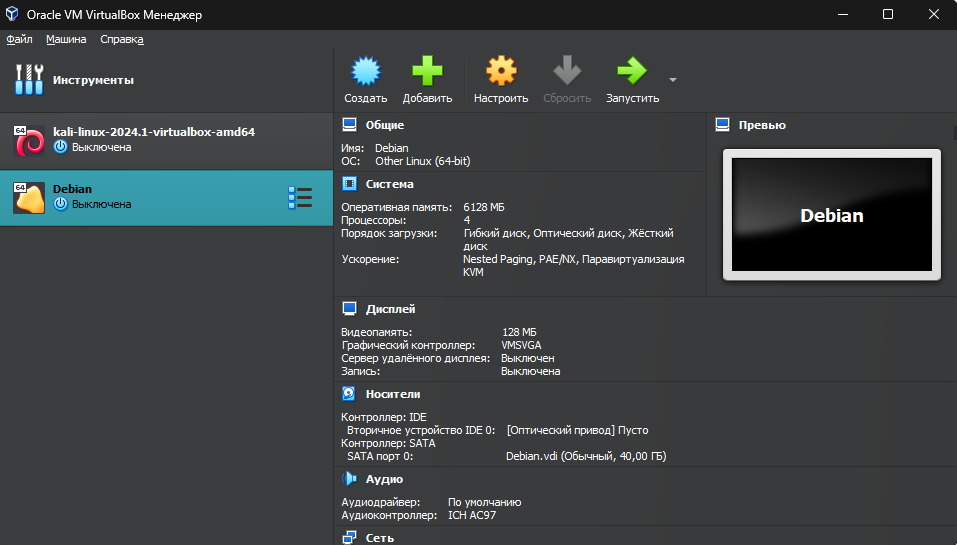 Oracle VM VirtualBox Менеджер
Файл Машина Справка
Инструменты
Создать Добавить Настроить Сбросить Запустить
64
kali-linux-2024.1-virtualbox-amd64
Выключена
64
Debian
Выключена
Общие
Имя: Debian
ОС: Other Linux (64-bit)
Система
Оперативная память: 6128 МБ
Процессоры: 4
Порядок загрузки: Гибкий диск, Оптический диск, Жёсткий
диск
Ускорение: Nested Paging, PAE/NX, Паравиртуализация
KVM
Превью
Debian
Дисплей
Видеопамять: 128 МБ
Графический контроллер: VMSVGA
Сервер удалённого дисплея: Выключен
Запись: Выключена
Носители
Контроллер: IDE
Вторичное устройство IDE 0: [Оптический привод] Пусто
Контроллер: SATA
SATA порт 0: Debian.vdi (Обычный, 40,00 ГБ)
Аудио
Аудиодрайвер: По умолчанию
Аудиоконтроллер: ICH AC97
Сеть